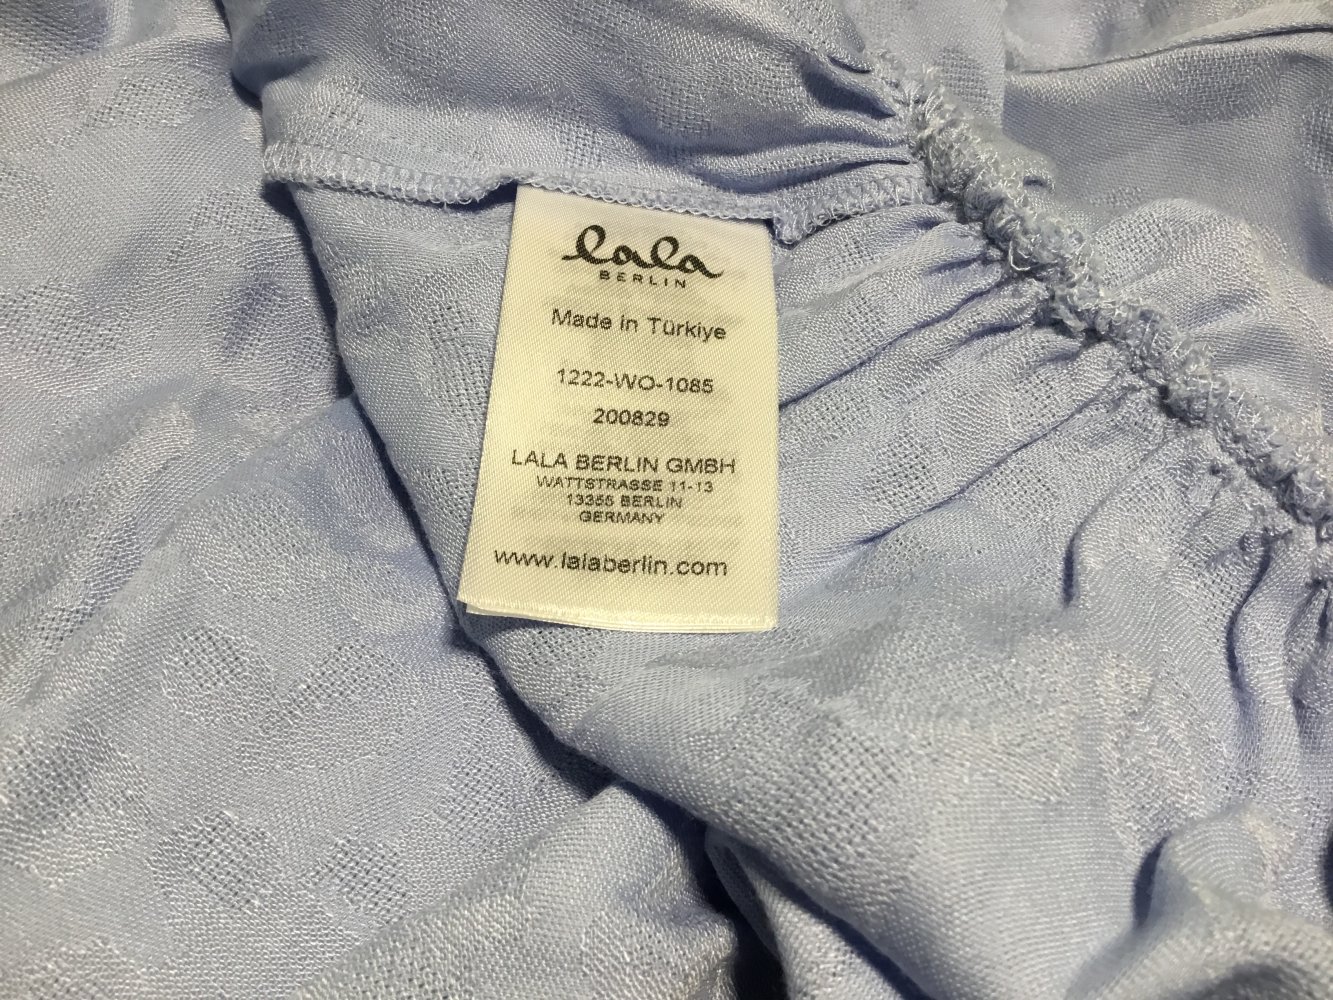 lala
BERLIN
Made in Türkiye
1222-WO-1085
200829
LALA BERLIN GMBH
WATTSTRASSE 11-13
13355 BERLIN
GERMANY
www.lalaberlin.com